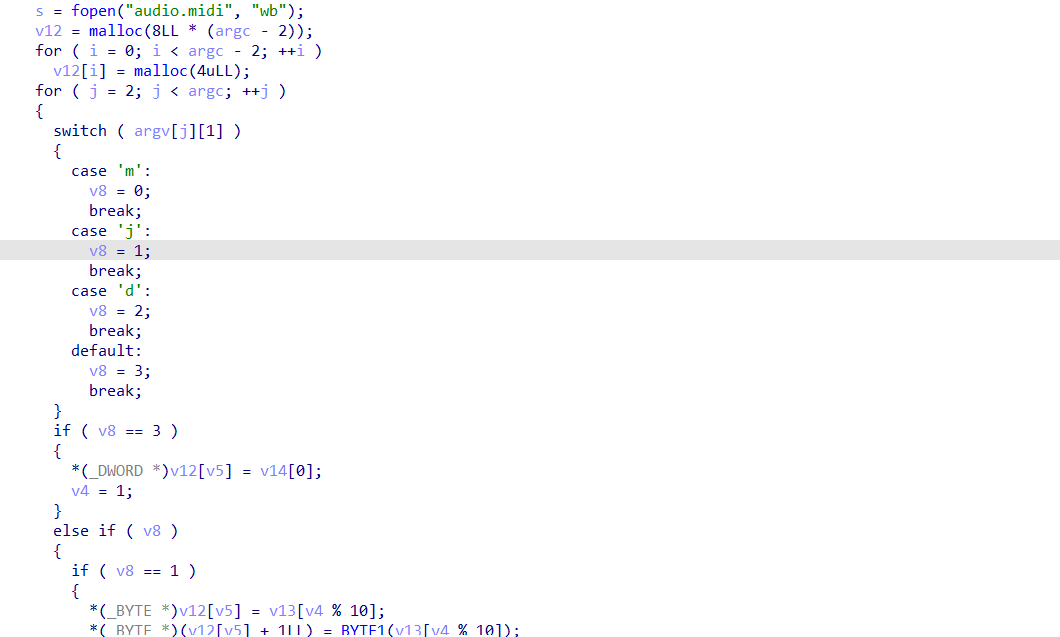 s = fopen("audio.midi", "wb");
v12 = malloc(8LL * (argc - 2));
for ( i = 0; i < argc - 2; ++i )
  v12[i] = malloc(4uLL);
for ( j = 2; j < argc; ++j )
{
  switch ( argv[j][1] )
  {
    case 'm':
      v8 = 0;
      break;
    case 'j':
      v8 = 1;
      break;
    case 'd':
      v8 = 2;
      break;
    default:
      v8 = 3;
      break;
  }
  if ( v8 == 3 )
  {
    *(_DWORD *)v12[v5] = v14[0];
    v4 = 1;
  }
  else if ( v8 )
  {
    if ( v8 == 1 )
    {
      *(_BYTE *)v12[v5] = v13[v4 % 10];
      *(_BYTE *)(v12[v5] + 1LL) = BYTE1(v13[v4 % 10]);